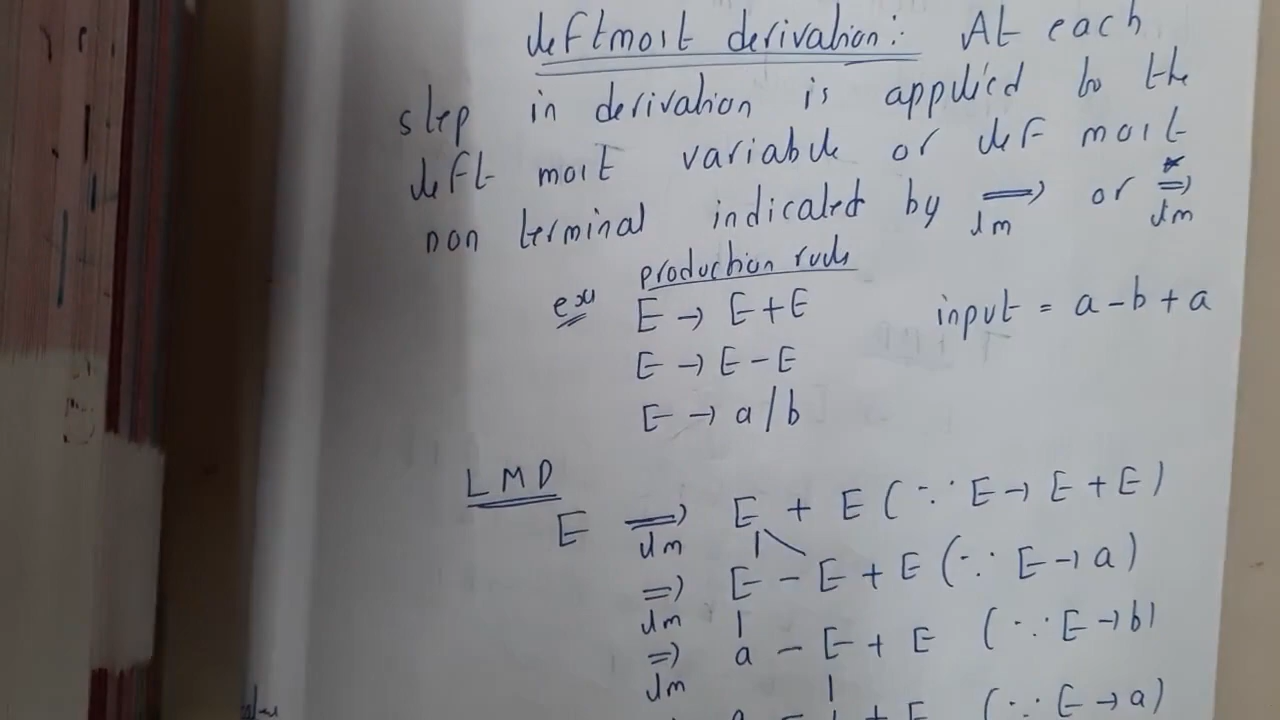 Leftmost derivation: At each
step in derivation is applied to the
left most variable or lef most
non terminal indicated by ⟹ lm or *⟹ lm
production rules
ex E → E + E input = a - b + a
E → E - E
E → a / b
LMD
E ⟹ lm E + E (∵ E → E + E)
⟹ lm E - E + E (∵ E → a)
⟹ lm a - E + E (∵ E → b)
+ E (∵ E → a)